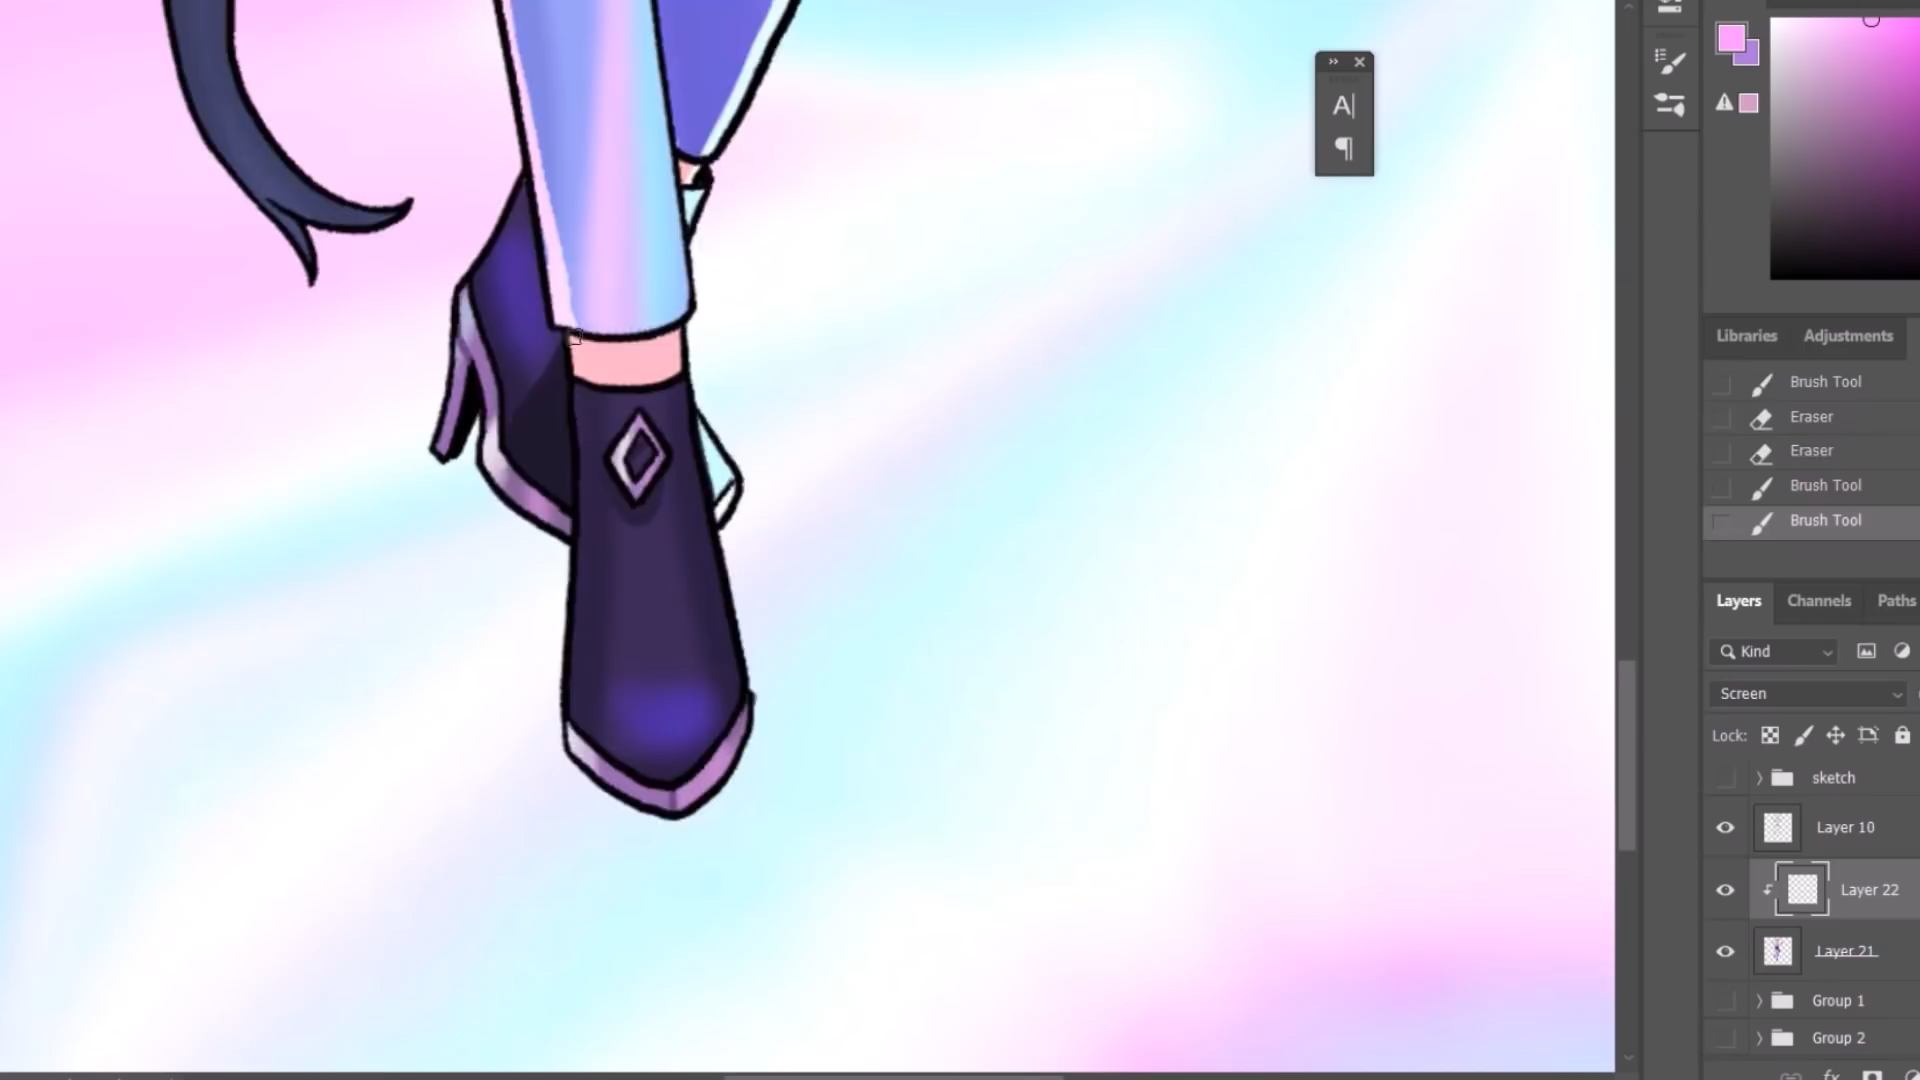 A|
¶
Libraries Adjustments
Brush Tool
Eraser
Eraser
Brush Tool
Brush Tool
Layers Channels Paths
Kind
Screen
Lock:
sketch
Layer 10
Layer 22
Layer 21
Group 1
Group 2
fx